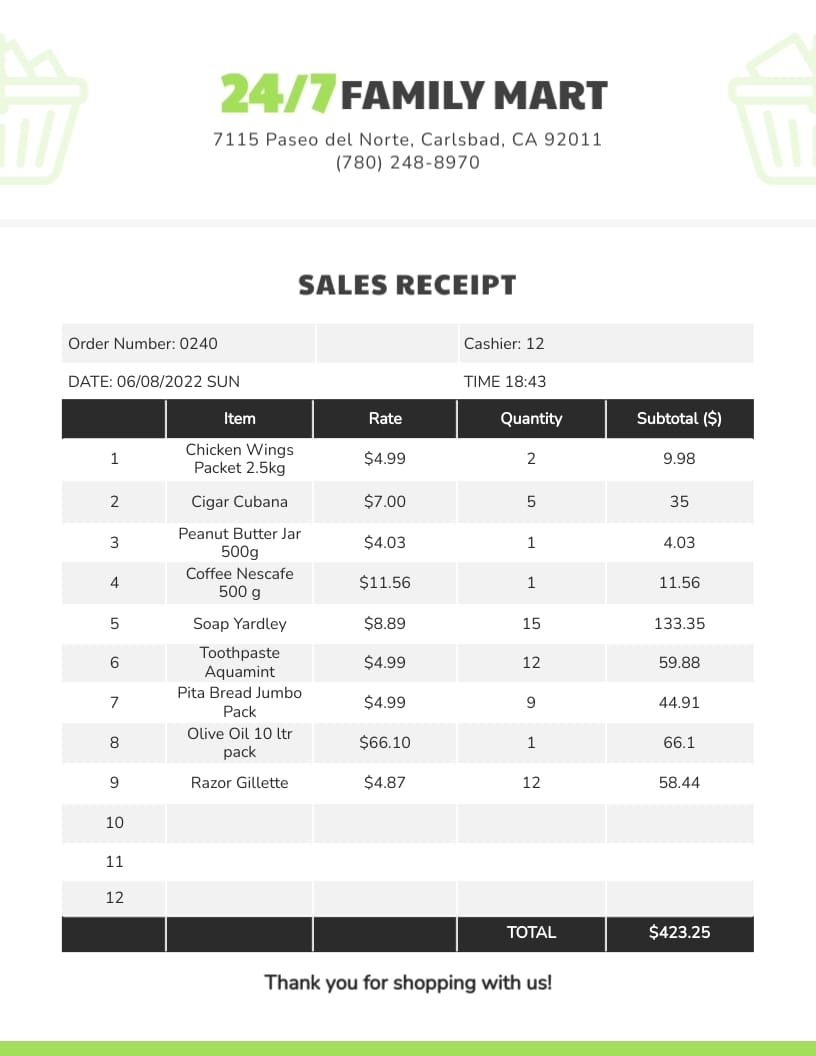 24/7 FAMILY MART
7115 Paseo del Norte, Carlsbad, CA 92011
(780) 248-8970
SALES RECEIPT
Order Number: 0240 Cashier: 12
DATE: 06/08/2022 SUN TIME 18:43
Item Rate Quantity Subtotal ($)
1 Chicken Wings Packet 2.5kg $4.99 2 9.98
2 Cigar Cubana $7.00 5 35
3 Peanut Butter Jar 500g $4.03 1 4.03
4 Coffee Nescafe 500 g $11.56 1 11.56
5 Soap Yardley $8.89 15 133.35
6 Toothpaste Aquamint $4.99 12 59.88
7 Pita Bread Jumbo Pack $4.99 9 44.91
8 Olive Oil 10 ltr pack $66.10 1 66.1
9 Razor Gillette $4.87 12 58.44
10
11
12
TOTAL $423.25
Thank you for shopping with us!